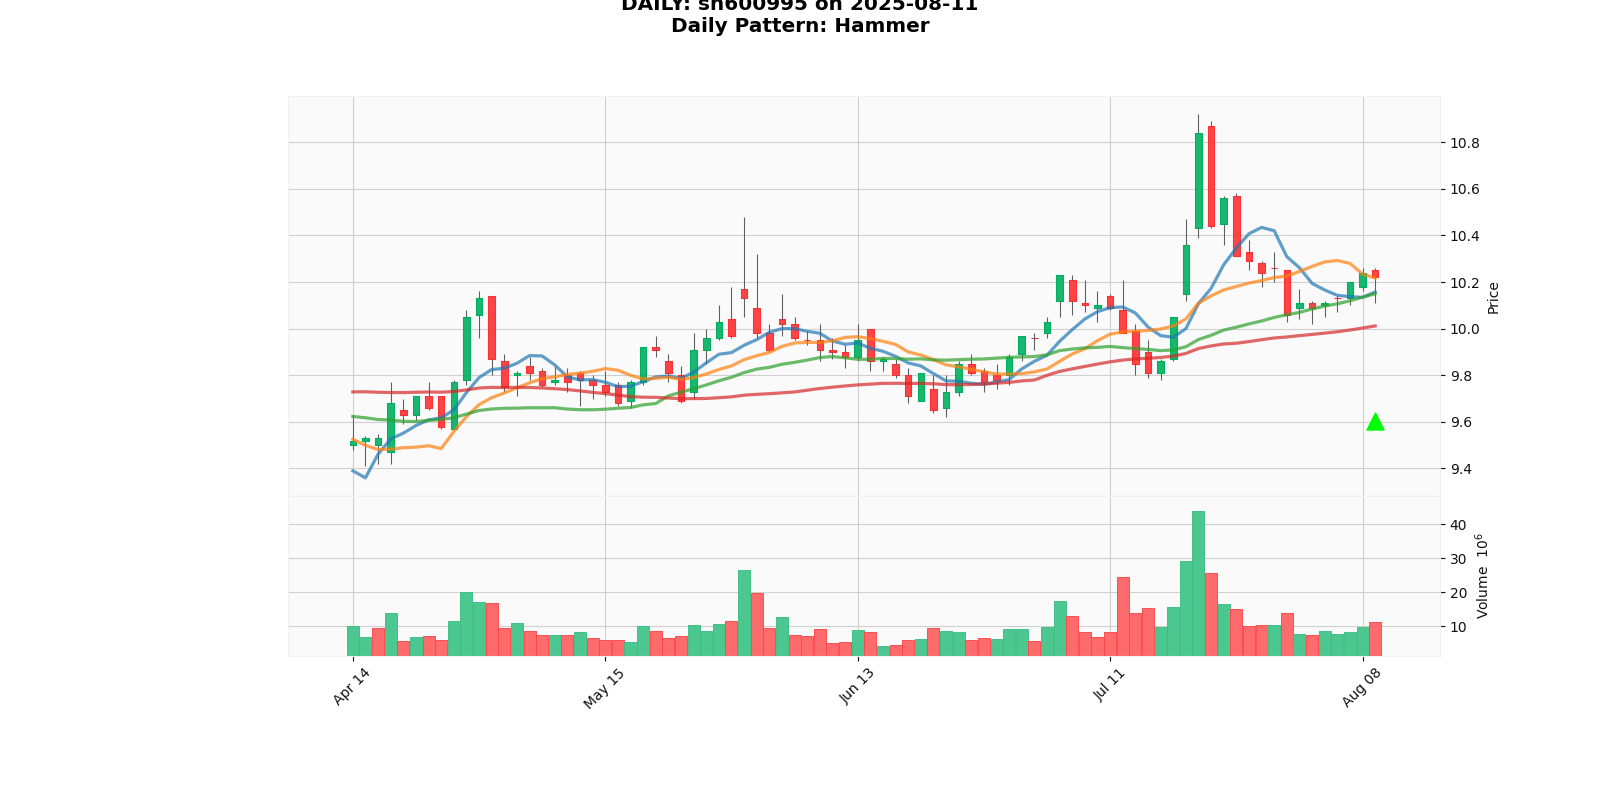 DAILY: sh600995 on 2025-08-11
Daily Pattern: Hammer
10.8
10.6
10.4
10.2
10.0
9.8
9.6
9.4
Price
40
30
20
10
Volume 10⁶
Apr 14
May 15
Jun 13
Jul 11
Aug 08